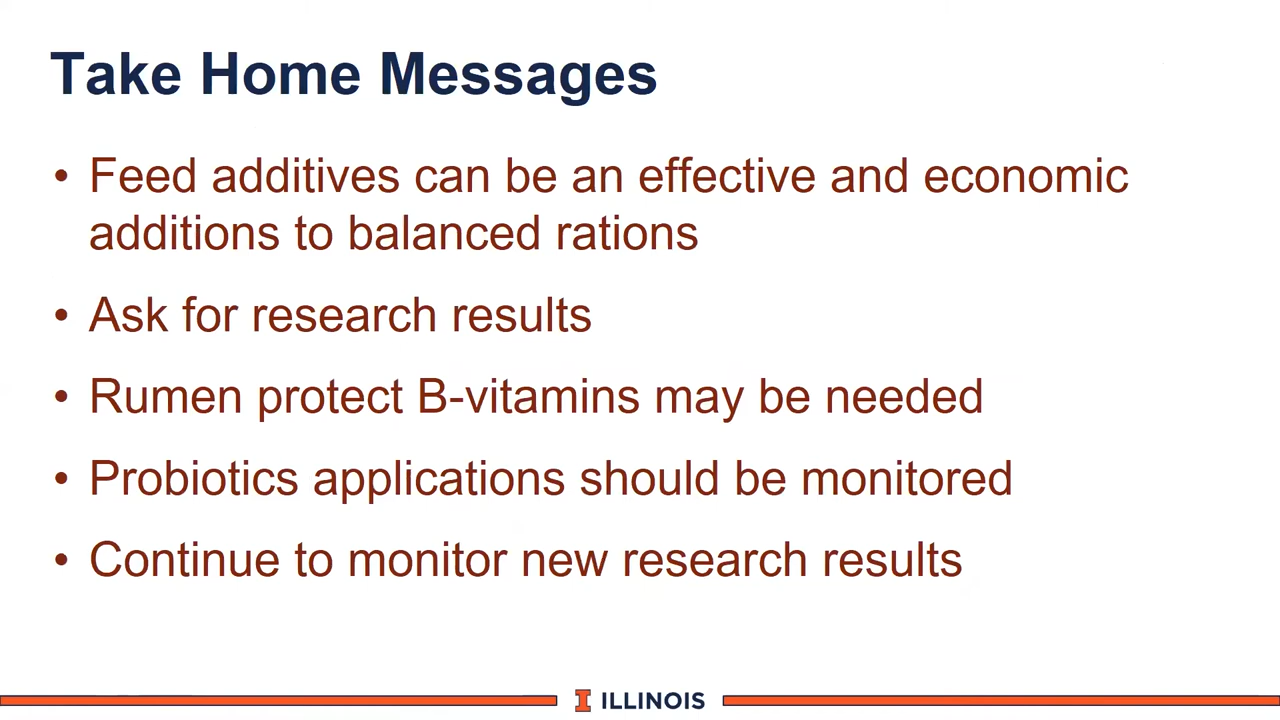 Take Home Messages
• Feed additives can be an effective and economic
additions to balanced rations
• Ask for research results
• Rumen protect B-vitamins may be needed
• Probiotics applications should be monitored
• Continue to monitor new research results
I ILLINOIS